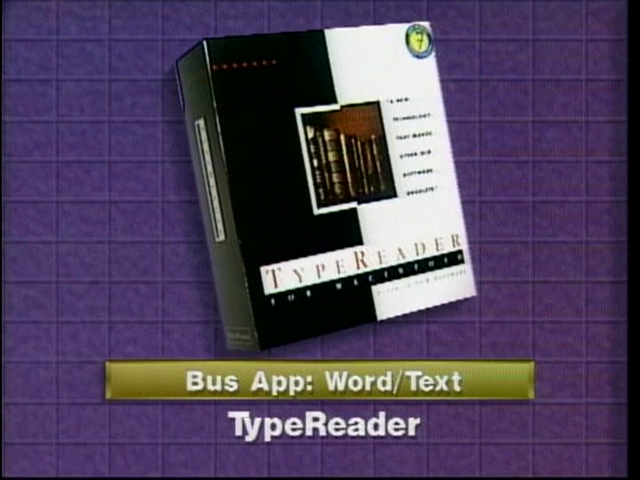 "A NEW
TECHNOLOGY
THAT MAKES
OTHER OCR
SOFTWARE
OBSOLETE"
TYPEREADER
FOR MACINTOSH
Bus App: Word/Text
TypeReader